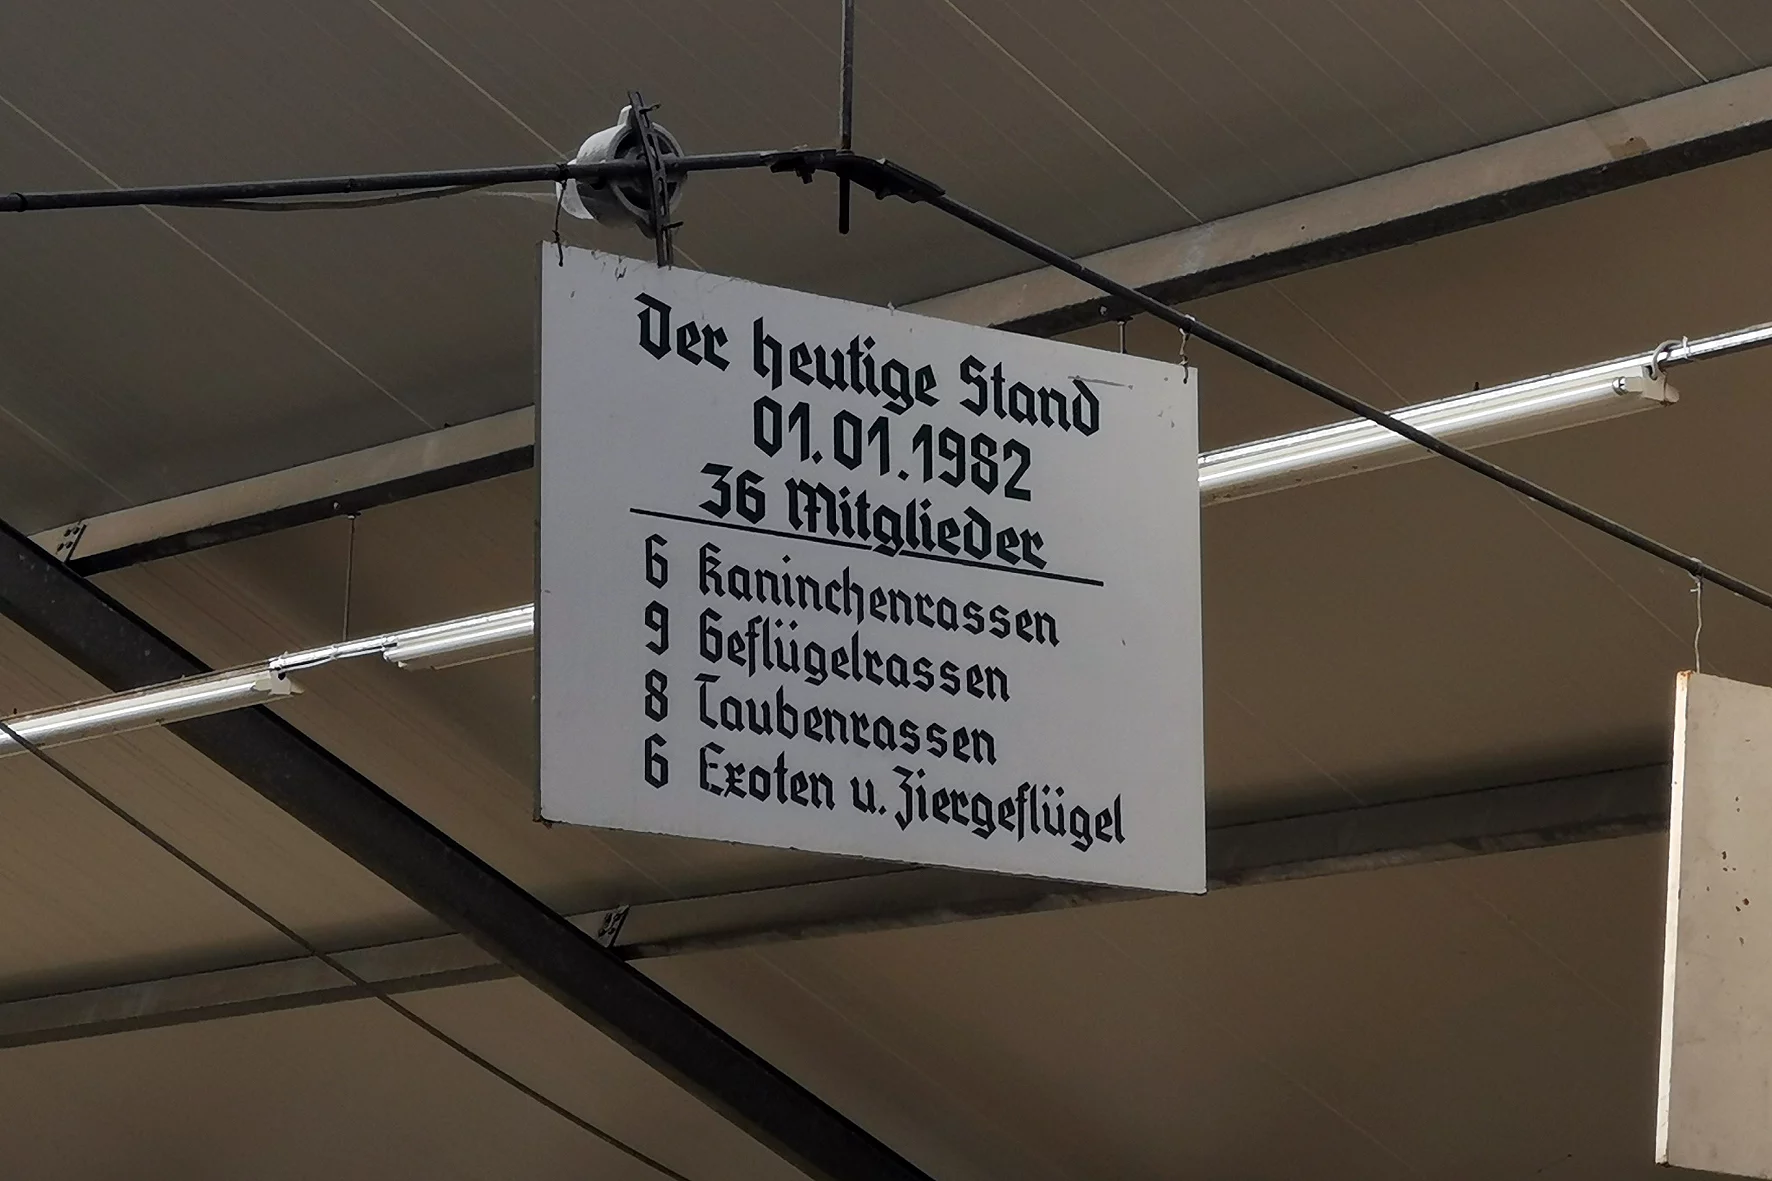 Der heutige Stand
01.01.1982
36 Mitglieder
6 Kaninchenrassen
9 Geflügelrassen
8 Taubenrassen
6 Exoten u. Ziergeflügel